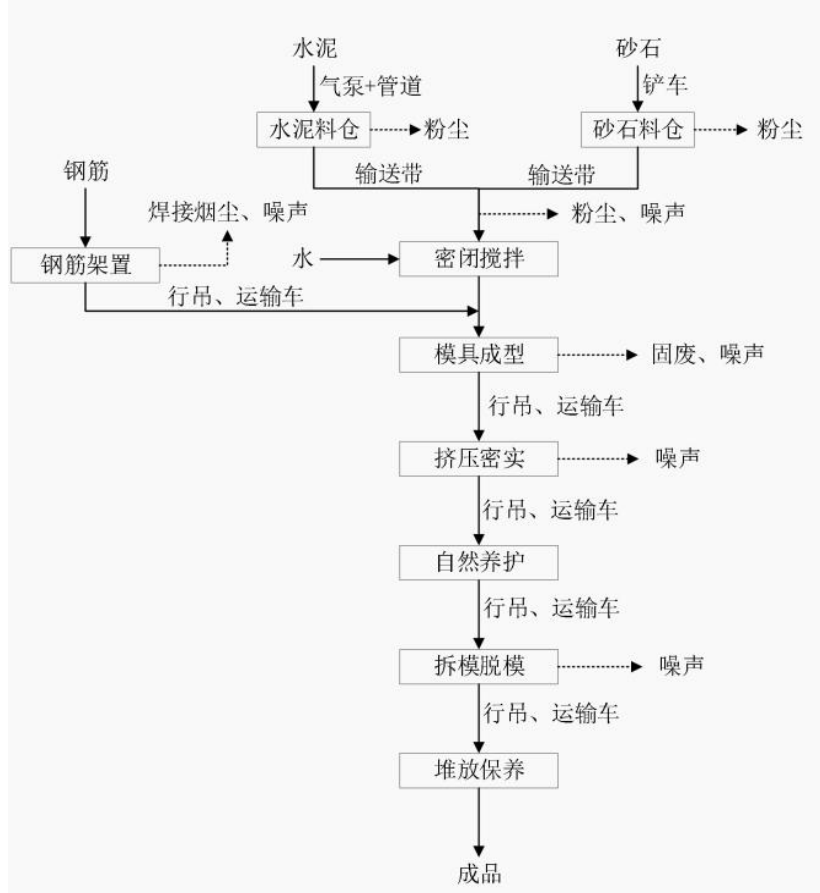 水泥
砂石
气泵+管道
铲车
水泥料仓
粉尘
砂石料仓
粉尘
钢筋
输送带
输送带
焊接烟尘、噪声
粉尘、噪声
钢筋架置
水
密闭搅拌
行吊、运输车
模具成型
固废、噪声
行吊、运输车
挤压密实
噪声
行吊、运输车
自然养护
行吊、运输车
拆模脱模
噪声
行吊、运输车
堆放保养
成品